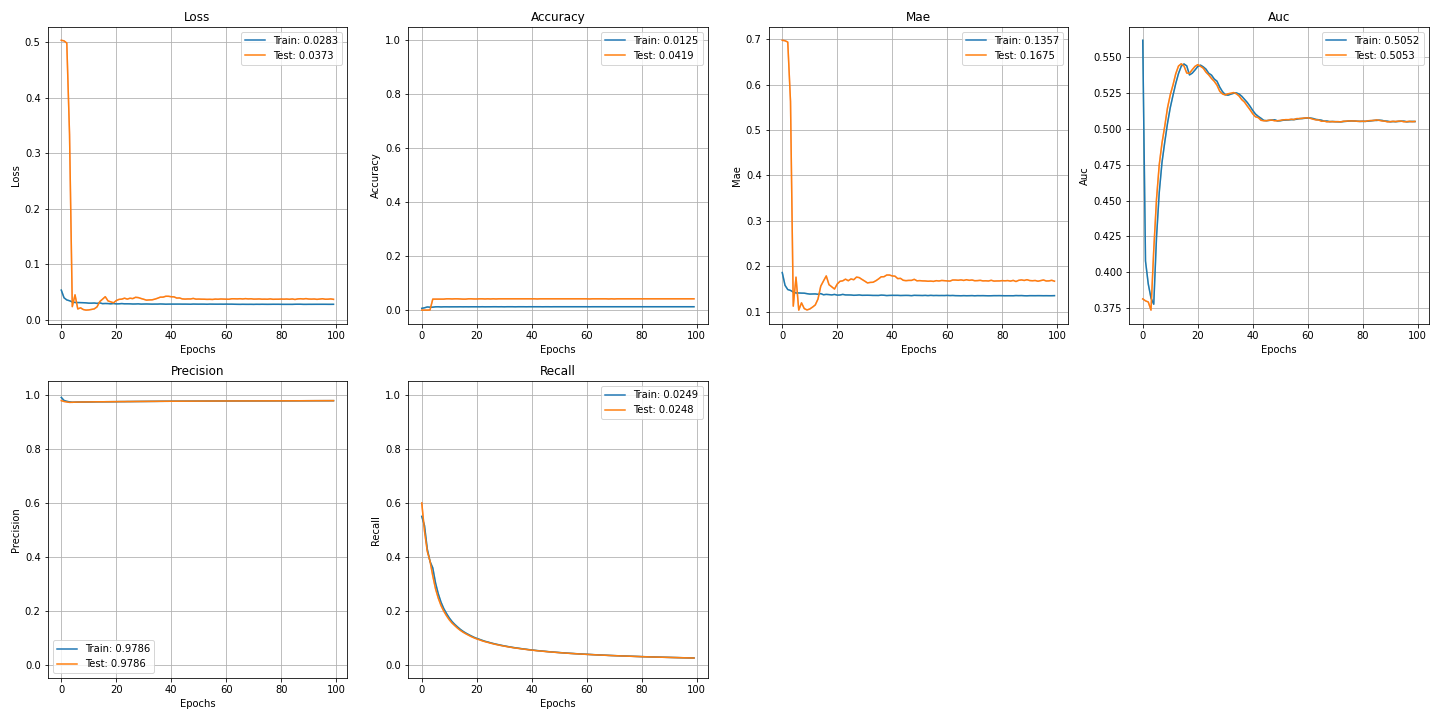 Loss
Train: 0.0283
Test: 0.0373
0.5
0.4
0.3
0.2
0.1
0.0
Loss
0 20 40 60 80 100
Epochs
Accuracy
Train: 0.0125
Test: 0.0419
1.0
0.8
0.6
0.4
0.2
0.0
Accuracy
0 20 40 60 80 100
Epochs
Mae
Train: 0.1357
Test: 0.1675
0.7
0.6
0.5
0.4
0.3
0.2
0.1
Mae
0 20 40 60 80 100
Epochs
Auc
Train: 0.5052
Test: 0.5053
0.550
0.525
0.500
0.475
0.450
0.425
0.400
0.375
Auc
0 20 40 60 80 100
Epochs
Precision
1.0
0.8
0.6
0.4
0.2
0.0
Precision
Train: 0.9786
Test: 0.9786
0 20 40 60 80 100
Epochs
Recall
Train: 0.0249
Test: 0.0248
1.0
0.8
0.6
0.4
0.2
0.0
Recall
0 20 40 60 80 100
Epochs